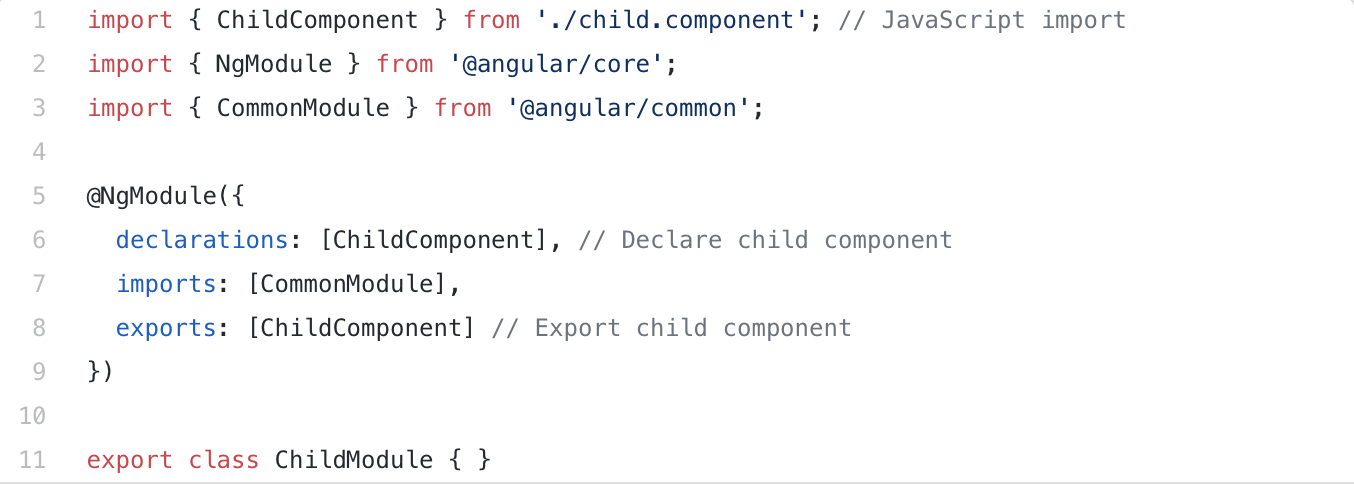 1 import { ChildComponent } from './child.component'; // JavaScript import
2 import { NgModule } from '@angular/core';
3 import { CommonModule } from '@angular/common';
4
5 @NgModule({
6   declarations: [ChildComponent], // Declare child component
7   imports: [CommonModule],
8   exports: [ChildComponent] // Export child component
9 })
10
11 export class ChildModule { }